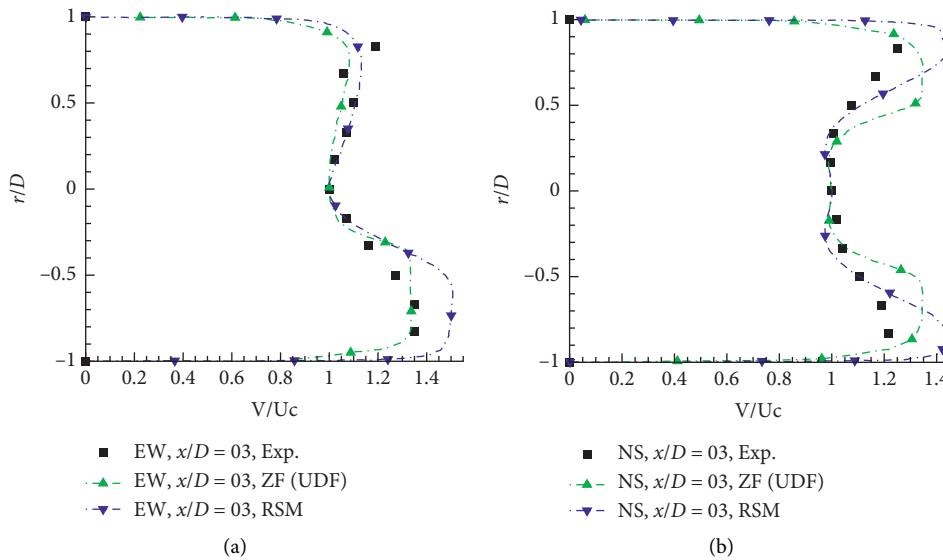 1
0.5
0
−0.5
−1
r/D
0 0.2 0.4 0.6 0.8 1 1.2 1.4
V/Uc
EW, x/D = 03, Exp.
EW, x/D = 03, ZF (UDF)
EW, x/D = 03, RSM
(a)
1
0.5
0
−0.5
−1
r/D
0 0.2 0.4 0.6 0.8 1 1.2 1.4
V/Uc
NS, x/D = 03, Exp.
NS, x/D = 03, ZF (UDF)
NS, x/D = 03, RSM
(b)